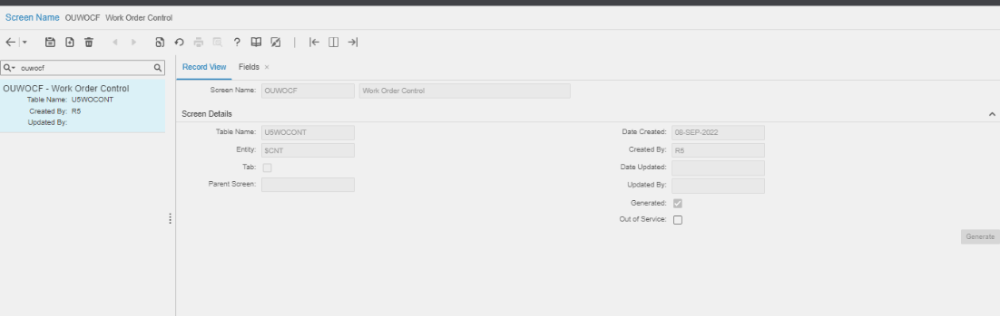 Screen Name OUWOCF Work Order Control
ouwocf
Record View Fields ×
OUWOCF - Work Order Control
Table Name: U5WOCONT
Created By: R5
Updated By:
Screen Name: OUWOCF Work Order Control
Screen Details
Table Name: U5WOCONT
Entity: $CNT
Tab:
Parent Screen:
Date Created: 08-SEP-2022
Created By: R5
Date Updated:
Updated By:
Generated:
Out of Service:
Generate